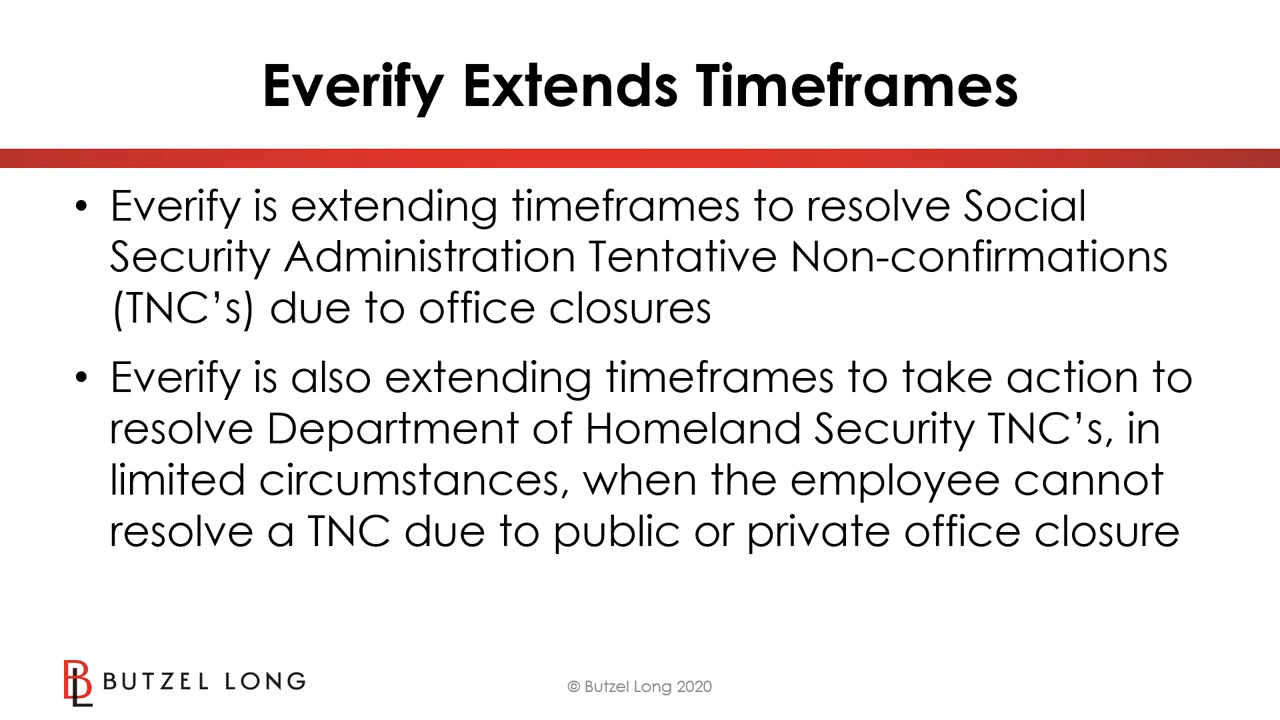 Everify Extends Timeframes
• Everify is extending timeframes to resolve Social
Security Administration Tentative Non-confirmations
(TNC’s) due to office closures
• Everify is also extending timeframes to take action to
resolve Department of Homeland Security TNC’s, in
limited circumstances, when the employee cannot
resolve a TNC due to public or private office closure
BL BUTZEL LONG
© Butzel Long 2020